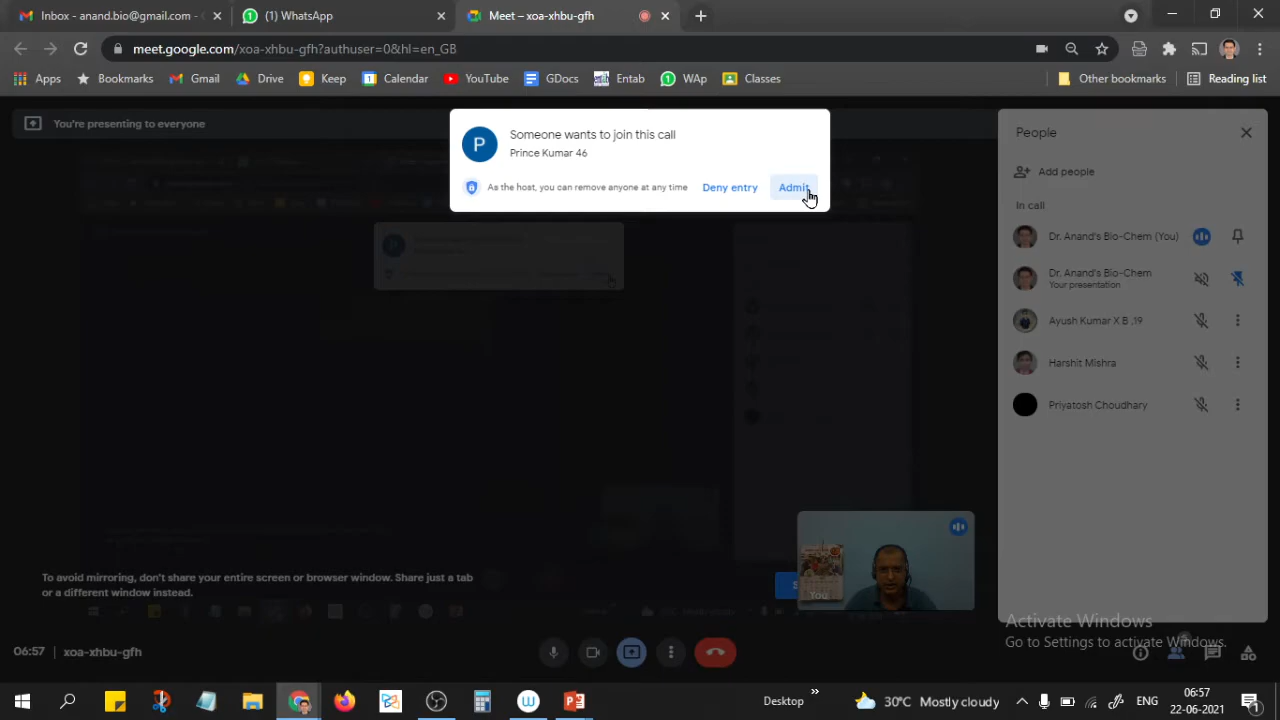 Inbox - anand.bio@gmail.com -
(1) WhatsApp
Meet – xoa-xhbu-gfh
meet.google.com/xoa-xhbu-gfh?authuser=0&hl=en_GB
Apps
Bookmarks
Gmail
Drive
Keep
Calendar
YouTube
GDocs
Entab
WAp
Classes
Other bookmarks
Reading list
You're presenting to everyone
Someone wants to join this call
P
Prince Kumar 46
As the host, you can remove anyone at any time
Deny entry
Admit
People
Add people
In call
Dr. Anand's Bio-Chem (You)
Dr. Anand's Bio-Chem
Your presentation
Ayush Kumar X B ,19
Harshit Mishra
Priyatosh Choudhary
To avoid mirroring, don't share your entire screen or browser window. Share just a tab
or a different window instead.
You
Activate Windows
Go to Settings to activate Windows.
06:57 | xoa-xhbu-gfh
Desktop
30°C Mostly cloudy
ENG
06:57
22-06-2021
1